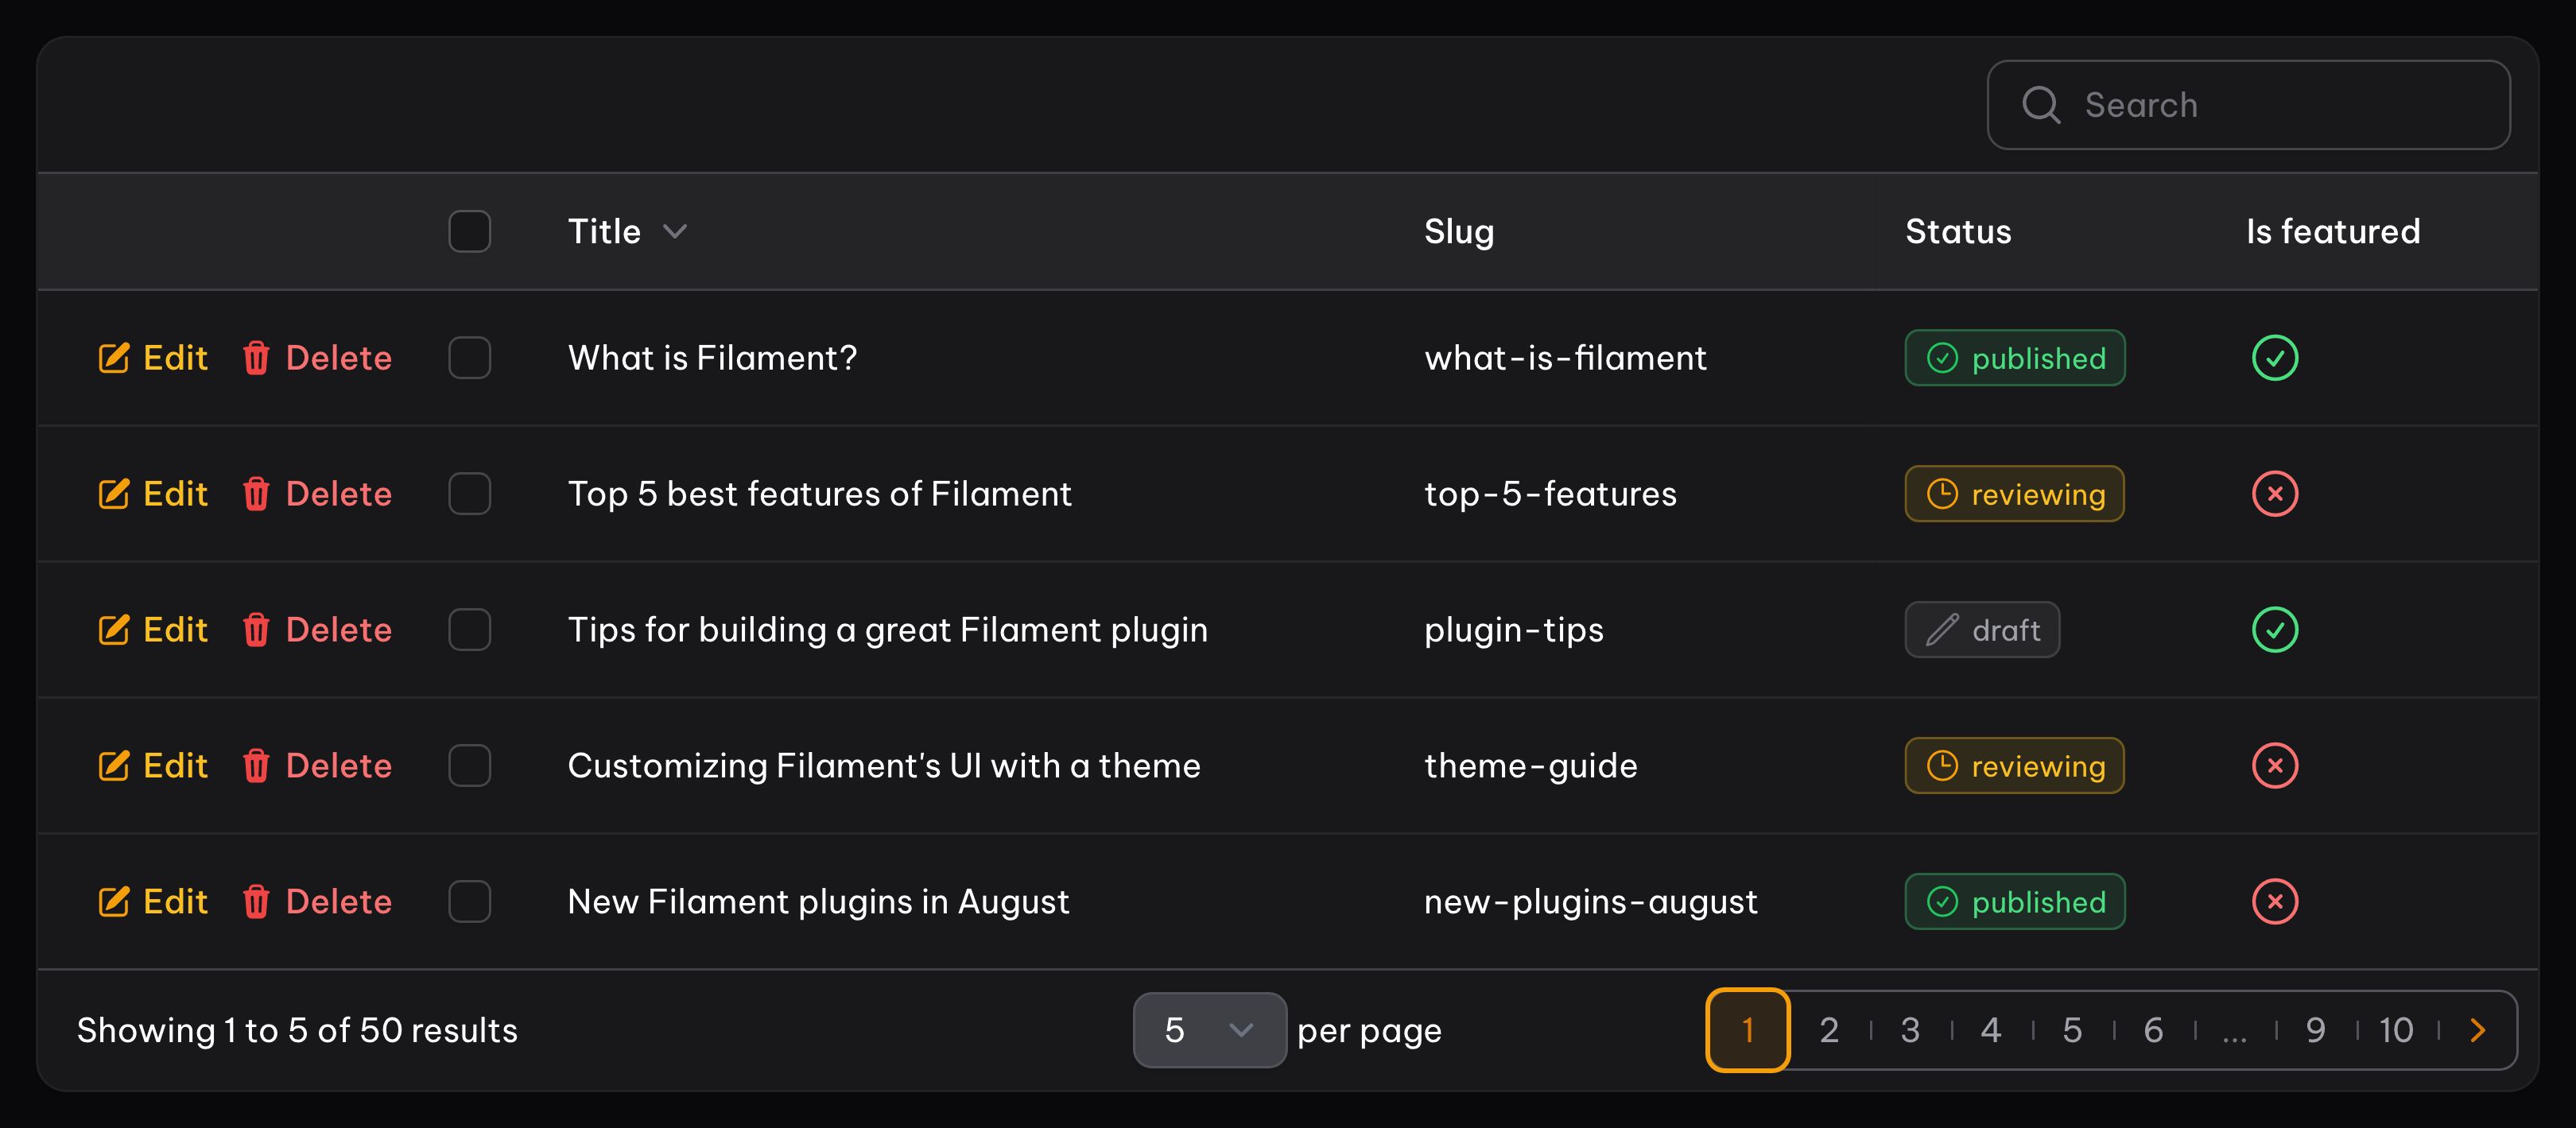 Search
Title Slug Status Is featured
Edit Delete What is Filament? what-is-filament published
Edit Delete Top 5 best features of Filament top-5-features reviewing
Edit Delete Tips for building a great Filament plugin plugin-tips draft
Edit Delete Customizing Filament's UI with a theme theme-guide reviewing
Edit Delete New Filament plugins in August new-plugins-august published
Showing 1 to 5 of 50 results 5 per page 1 2 3 4 5 6 ... 9 10